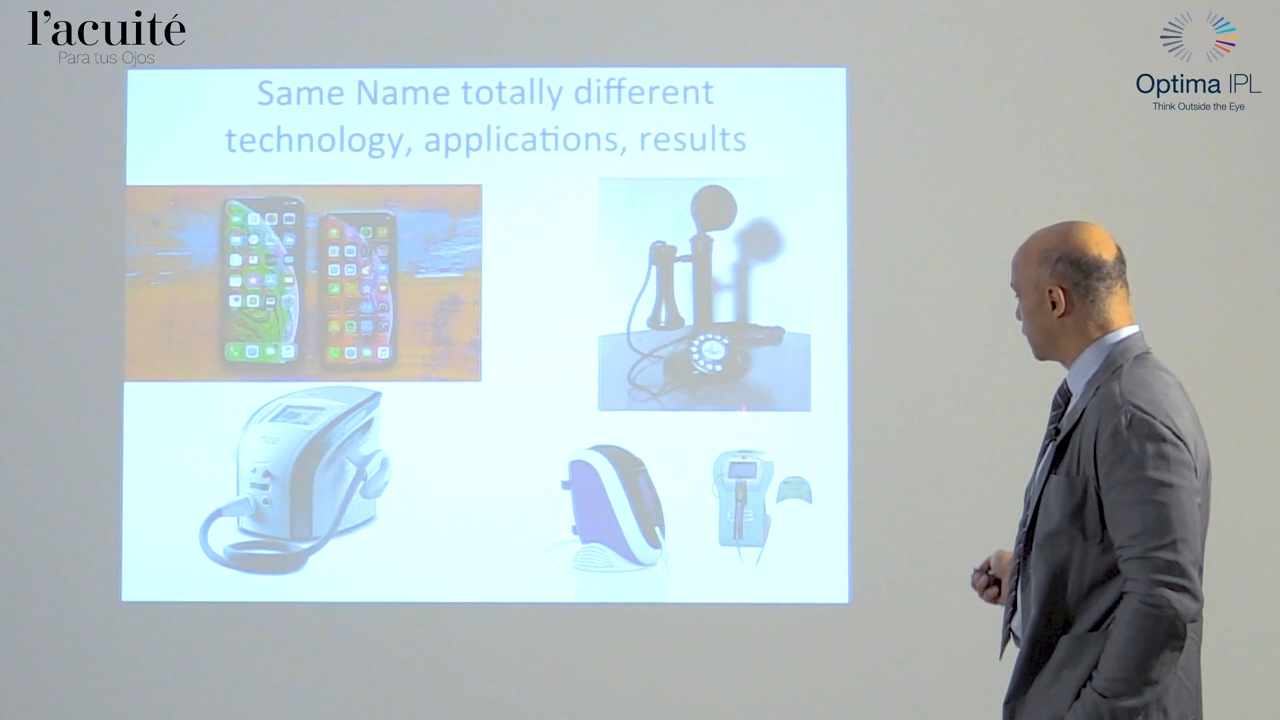 l'acuité
Para tus Ojos
Optima IPL
Think Outside the Eye
Same Name totally different
technology, applications, results